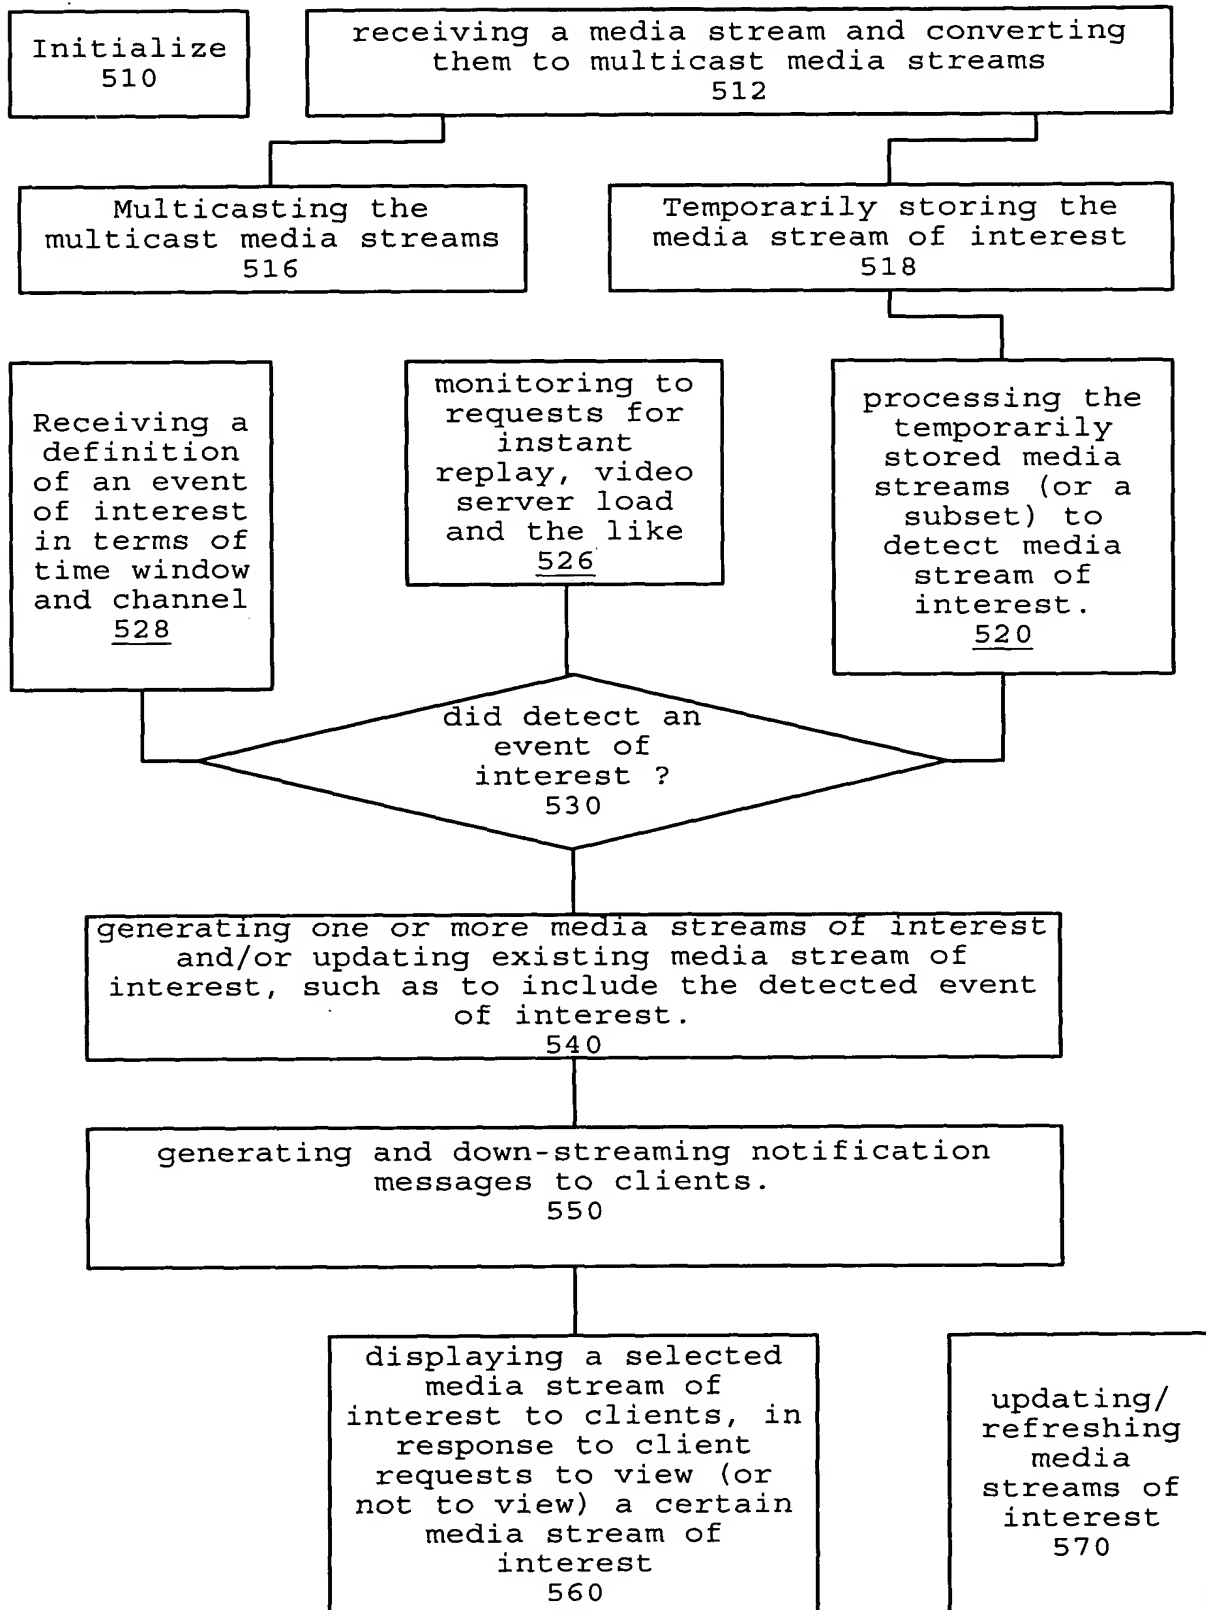 Initialize
510
receiving a media stream and converting
them to multicast media streams
512
Multicasting the
multicast media streams
516
Temporarily storing the
media stream of interest
518
Receiving a
definition
of an event
of interest
in terms of
time window
and channel
528
monitoring to
requests for
instant
replay, video
server load
and the like
526
processing the
temporarily
stored media
streams (or a
subset) to
detect media
stream of
interest.
520
did detect an
event of
interest ?
530
generating one or more media streams of interest
and/or updating existing media stream of
interest, such as to include the detected event
of interest.
540
generating and down-streaming notification
messages to clients.
550
displaying a selected
media stream of
interest to clients, in
response to client
requests to view (or
not to view) a certain
media stream of
interest
560
updating/
refreshing
media
streams of
interest
570